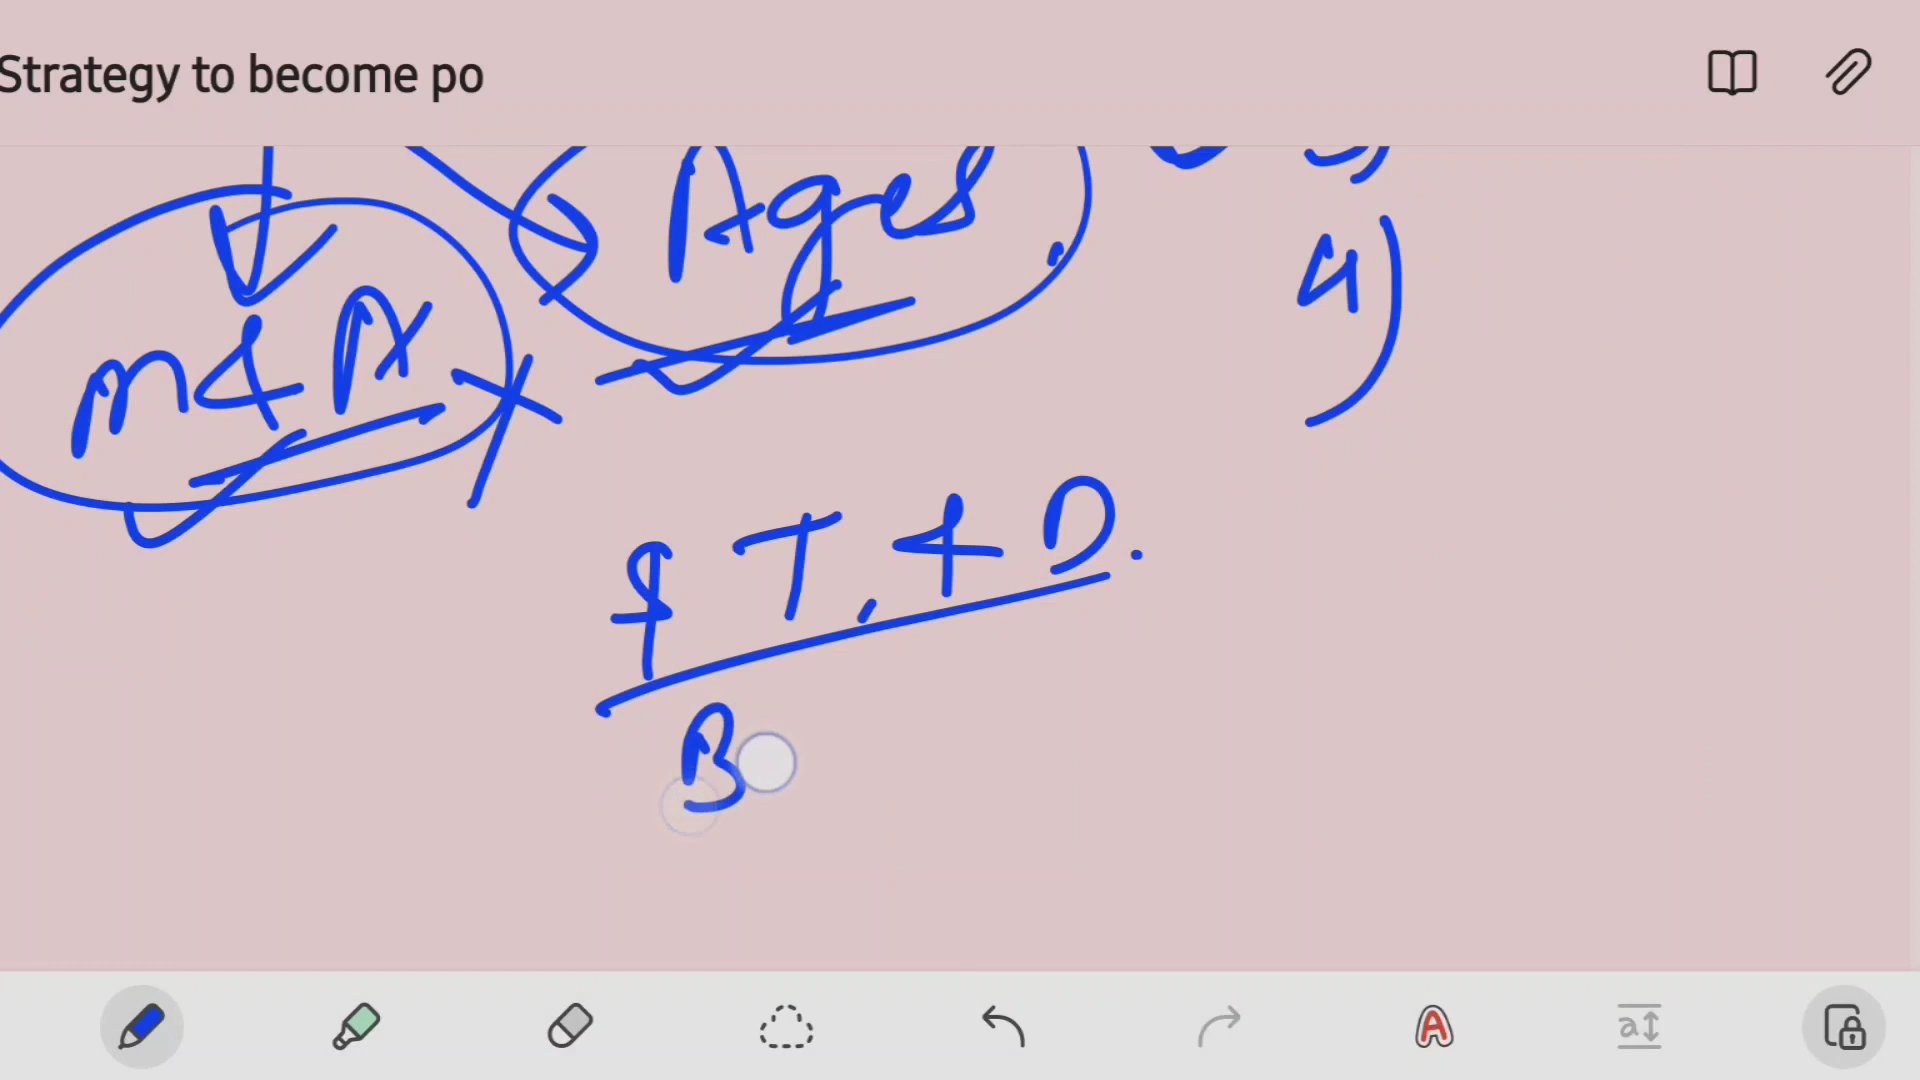 Strategy to become po
Ages
4)
M & A
T, & D.
B